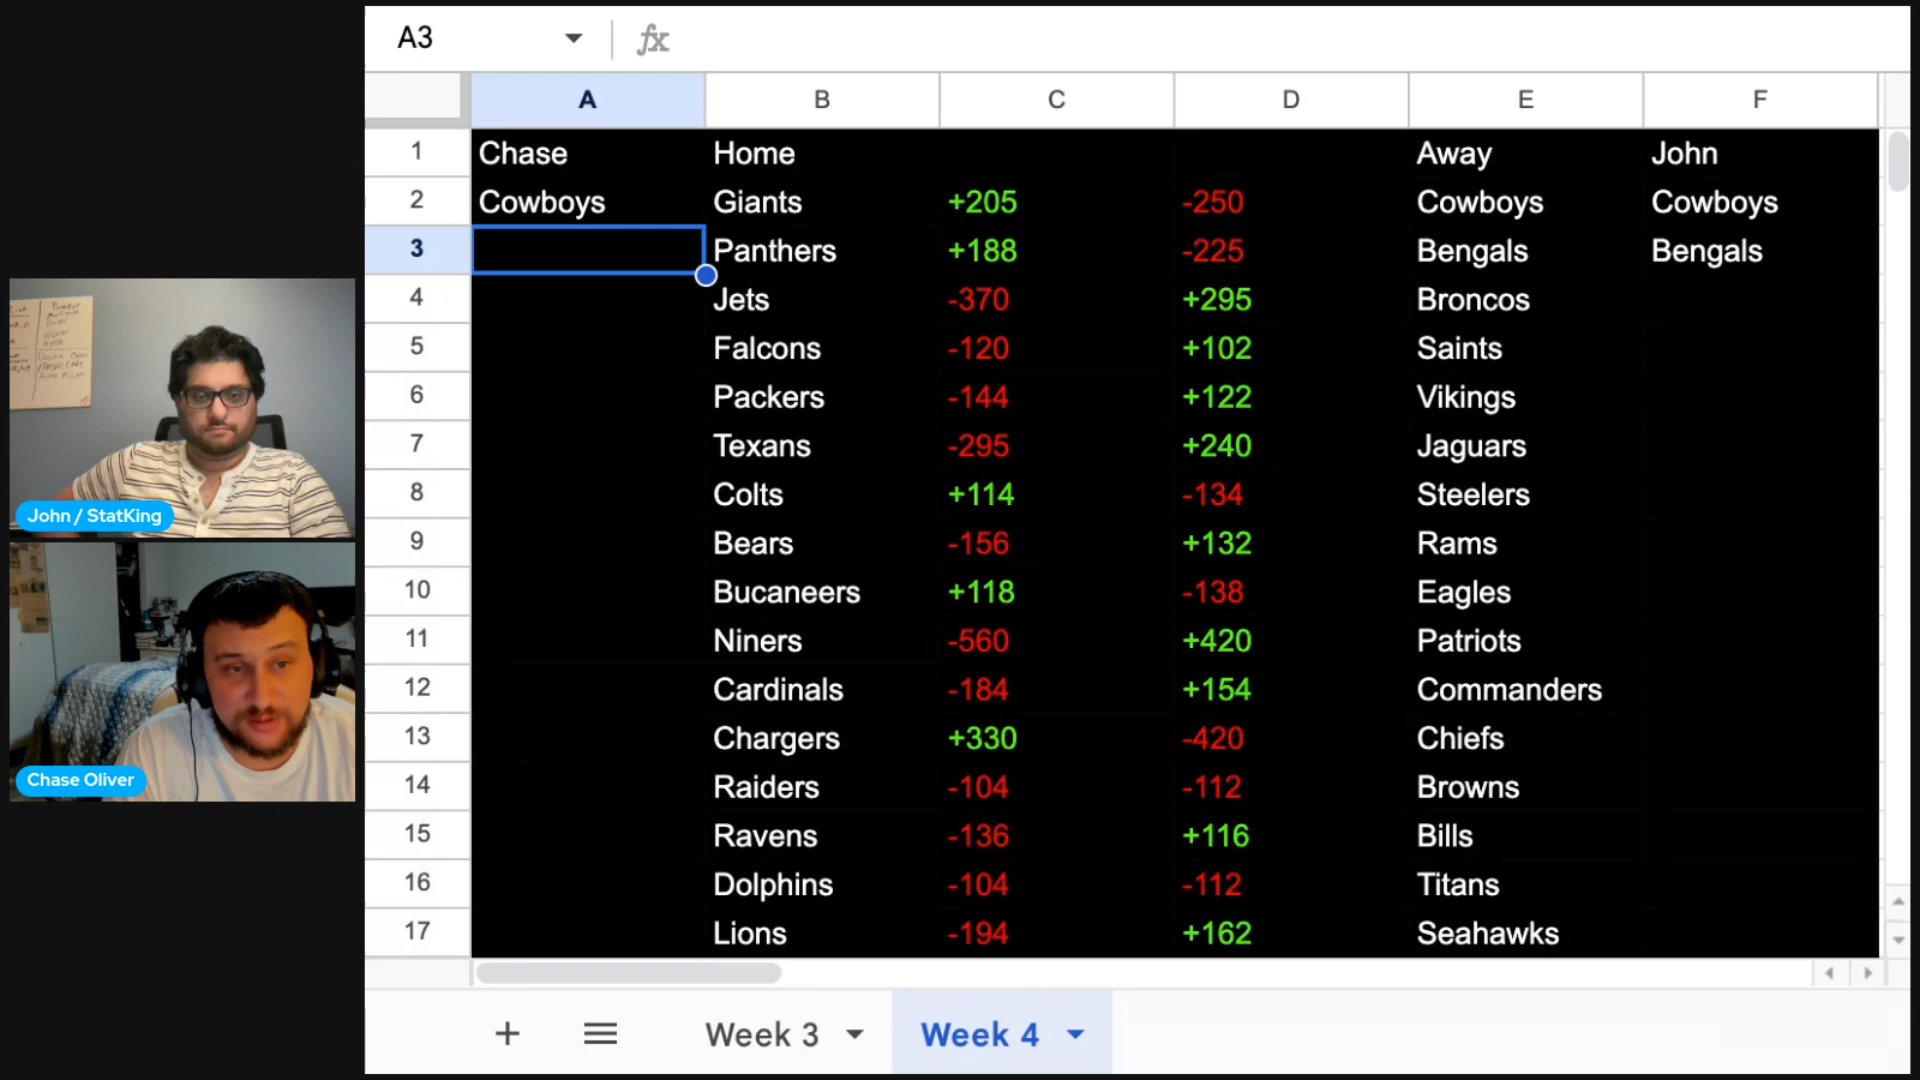 A3 fx
A B C D E F
1 Chase Home Away John
2 Cowboys Giants +205 -250 Cowboys Cowboys
3 Panthers +188 -225 Bengals Bengals
4 Jets -370 +295 Broncos
5 Falcons -120 +102 Saints
6 Packers -144 +122 Vikings
7 Texans -295 +240 Jaguars
8 Colts +114 -134 Steelers
9 Bears -156 +132 Rams
10 Bucaneers +118 -138 Eagles
11 Niners -560 +420 Patriots
12 Cardinals -184 +154 Commanders
13 Chargers +330 -420 Chiefs
14 Raiders -104 -112 Browns
15 Ravens -136 +116 Bills
16 Dolphins -104 -112 Titans
17 Lions -194 +162 Seahawks
Week 3 Week 4
John / StatKing
Chase Oliver